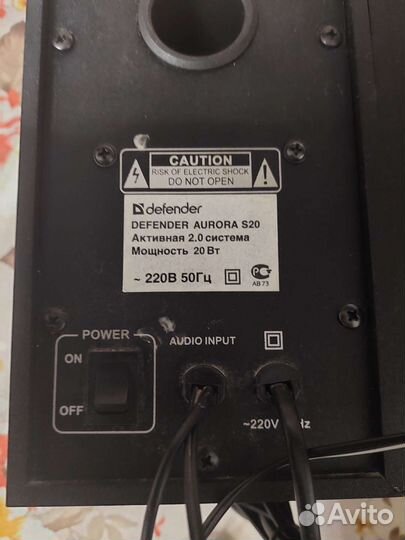 CAUTION
RISK OF ELECTRIC SHOCK
DO NOT OPEN
defender
DEFENDER AURORA S20
Активная 2.0 система
Мощность 20 Вт
~ 220В 50Гц
АВ 73
POWER
ON
OFF
AUDIO INPUT
~220V Hz
Avito